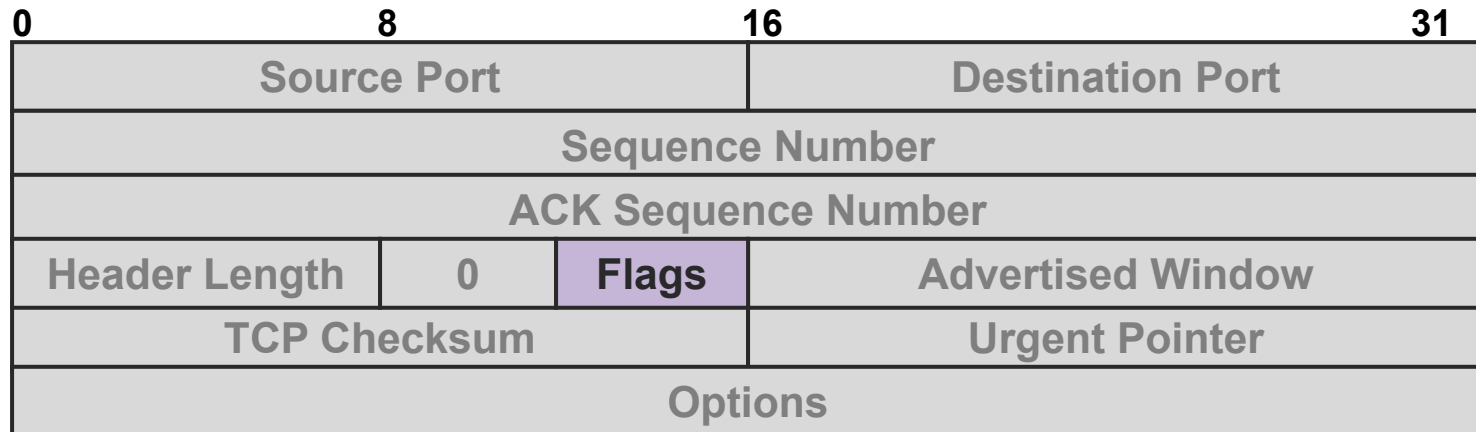 0 8 16 31
Source Port Destination Port
Sequence Number
ACK Sequence Number
Header Length 0 Flags Advertised Window
TCP Checksum Urgent Pointer
Options